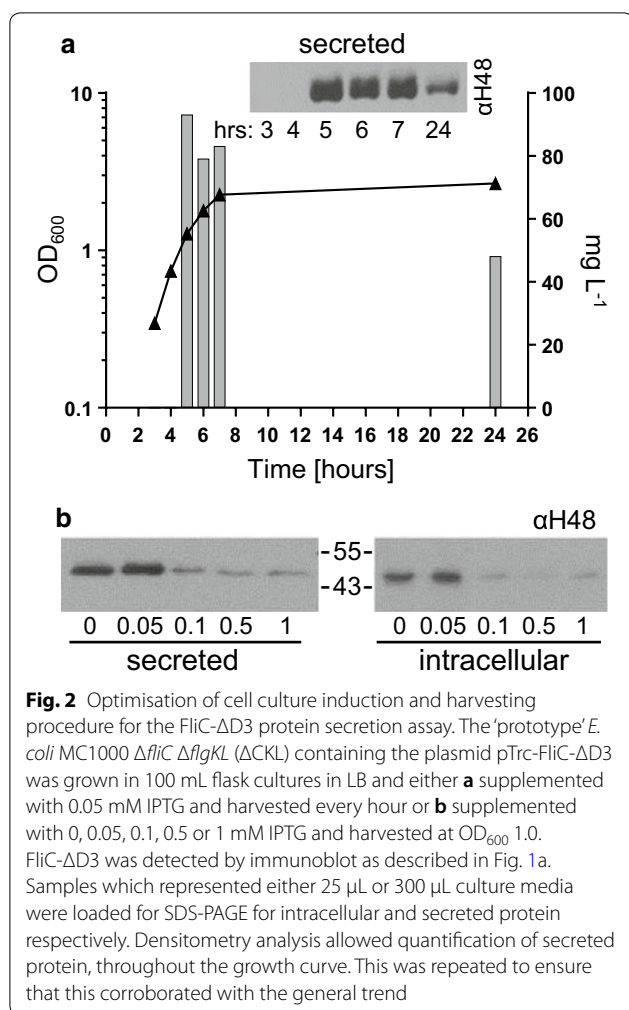 a
secreted
αH48
hrs: 3 4 5 6 7 24
10
1
0.1
OD600
100
80
60
40
20
0
mg L-1
0 2 4 6 8 10 12 14 16 18 20 22 24 26
Time [hours]
b
αH48
-55-
-43-
0 0.05 0.1 0.5 1
secreted
0 0.05 0.1 0.5 1
intracellular
Fig. 2 Optimisation of cell culture induction and harvesting
procedure for the FliC-ΔD3 protein secretion assay. The ‘prototype’ E.
coli MC1000 ΔfliC ΔflgKL (ΔCKL) containing the plasmid pTrc-FliC-ΔD3
was grown in 100 mL flask cultures in LB and either a supplemented
with 0.05 mM IPTG and harvested every hour or b supplemented
with 0, 0.05, 0.1, 0.5 or 1 mM IPTG and harvested at OD600 1.0.
FliC-ΔD3 was detected by immunoblot as described in Fig. 1a.
Samples which represented either 25 μL or 300 μL culture media
were loaded for SDS-PAGE for intracellular and secreted protein
respectively. Densitometry analysis allowed quantification of secreted
protein, throughout the growth curve. This was repeated to ensure
that this corroborated with the general trend